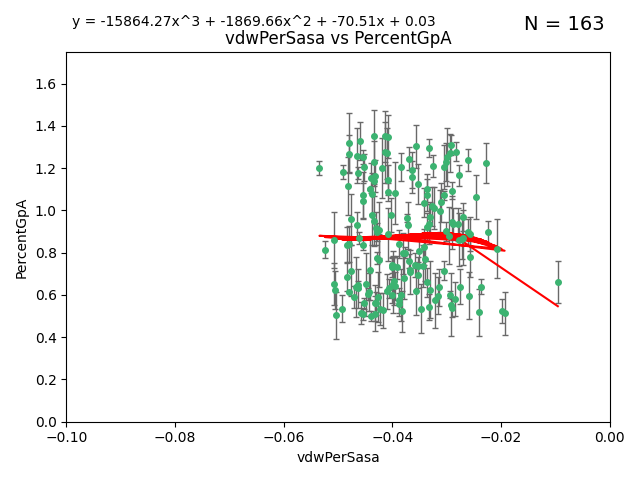 y = -15864.27x^3 + -1869.66x^2 + -70.51x + 0.03
N = 163
vdwPerSasa vs PercentGpA
PercentGpA
1.6
1.4
1.2
1.0
0.8
0.6
0.4
0.2
0.0
−0.10 −0.08 −0.06 −0.04 −0.02 0.00
vdwPerSasa